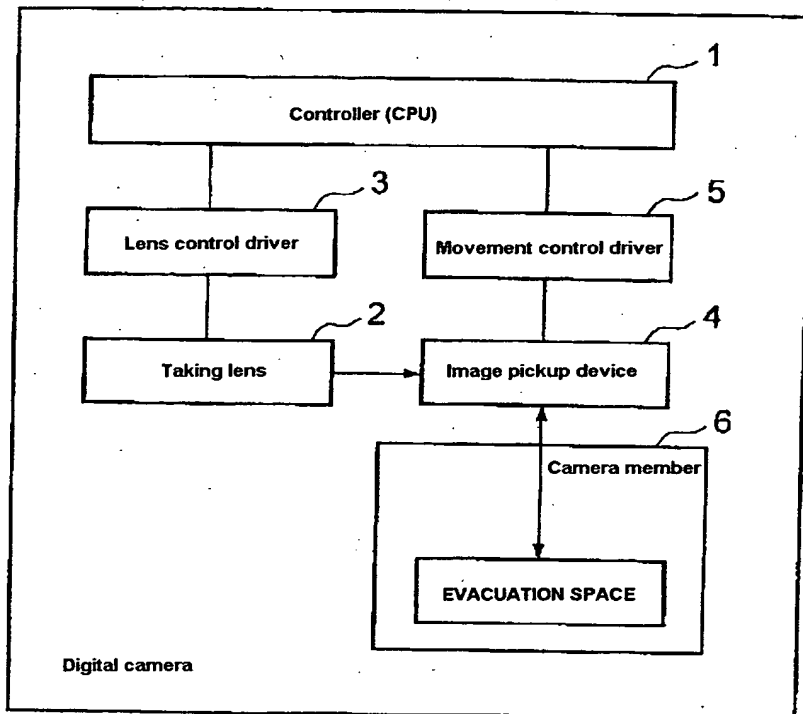 1
Controller (CPU)
3
Lens control driver
5
Movement control driver
2
Taking lens
4
Image pickup device
6
Camera member
EVACUATION SPACE
Digital camera